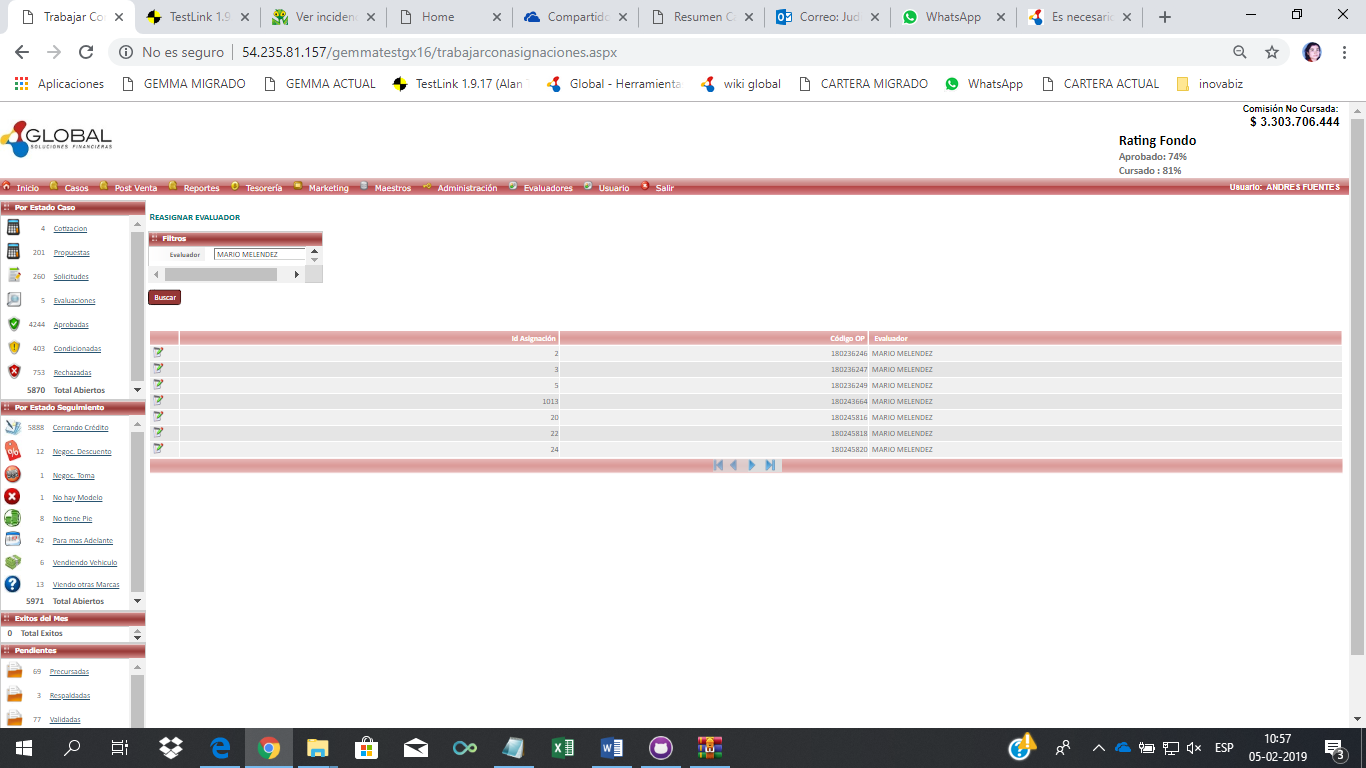 Trabajar Co
TestLink 1.9
Ver inciden
Home
Compartido
Resumen C
Correo: Jud
WhatsApp
Es necesario
No es seguro | 54.235.81.157/gemmatestgx16/trabajarconasignaciones.aspx
Aplicaciones GEMMA MIGRADO GEMMA ACTUAL TestLink 1.9.17 (Alan Global - Herramienta wiki global CARTERA MIGRADO WhatsApp CARTERA ACTUAL inovabiz
GLOBAL
SOLUCIONES FINANCIERAS
Comisión No Cursada:
$ 3.303.706.444
Rating Fondo
Aprobado: 74%
Cursado : 81%
Inicio Casos Post Venta Reportes Tesorería Marketing Maestros Administración Evaluadores Usuario Salir
Usuario: ANDRES FUENTES
Por Estado Caso
4 Cotizacion
201 Propuestas
260 Solicitudes
5 Evaluaciones
4244 Aprobadas
403 Condicionadas
753 Rechazadas
5870 Total Abiertos
Por Estado Seguimiento
5888 Cerrando Crédito
12 Negoc. Descuento
1 Negoc. Toma
1 No hay Modelo
8 No tiene Pie
42 Para mas Adelante
6 Vendiendo Vehículo
13 Viendo otras Marcas
5971 Total Abiertos
Exitos del Mes
0 Total Exitos
Pendientes
69 Precursadas
3 Respaldadas
77 Validadas
REASIGNAR EVALUADOR
Filtros
Evaluador MARIO MELENDEZ
Buscar
Id Asignación Código OP Evaluador
2 180236246 MARIO MELENDEZ
3 180236247 MARIO MELENDEZ
5 180236249 MARIO MELENDEZ
1013 180243664 MARIO MELENDEZ
20 180245816 MARIO MELENDEZ
22 180245818 MARIO MELENDEZ
24 180245820 MARIO MELENDEZ
ESP
10:57
05-02-2019
3